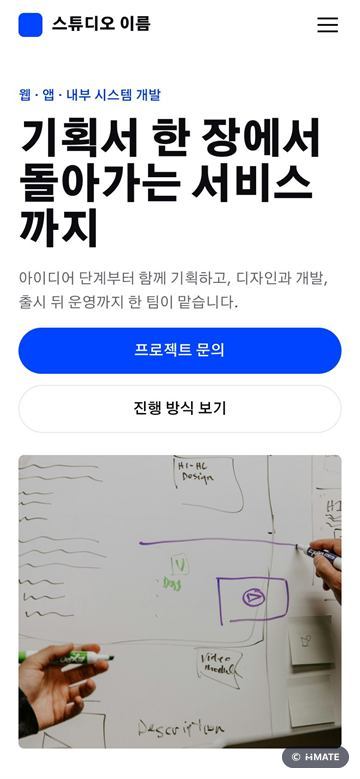 스튜디오 이름
웹 · 앱 · 내부 시스템 개발
기획서 한 장에서
돌아가는 서비스
까지
아이디어 단계부터 함께 기획하고, 디자인과 개발,
출시 뒤 운영까지 한 팀이 맡습니다.
프로젝트 문의
진행 방식 보기
Design
Video
Description
© HMATE